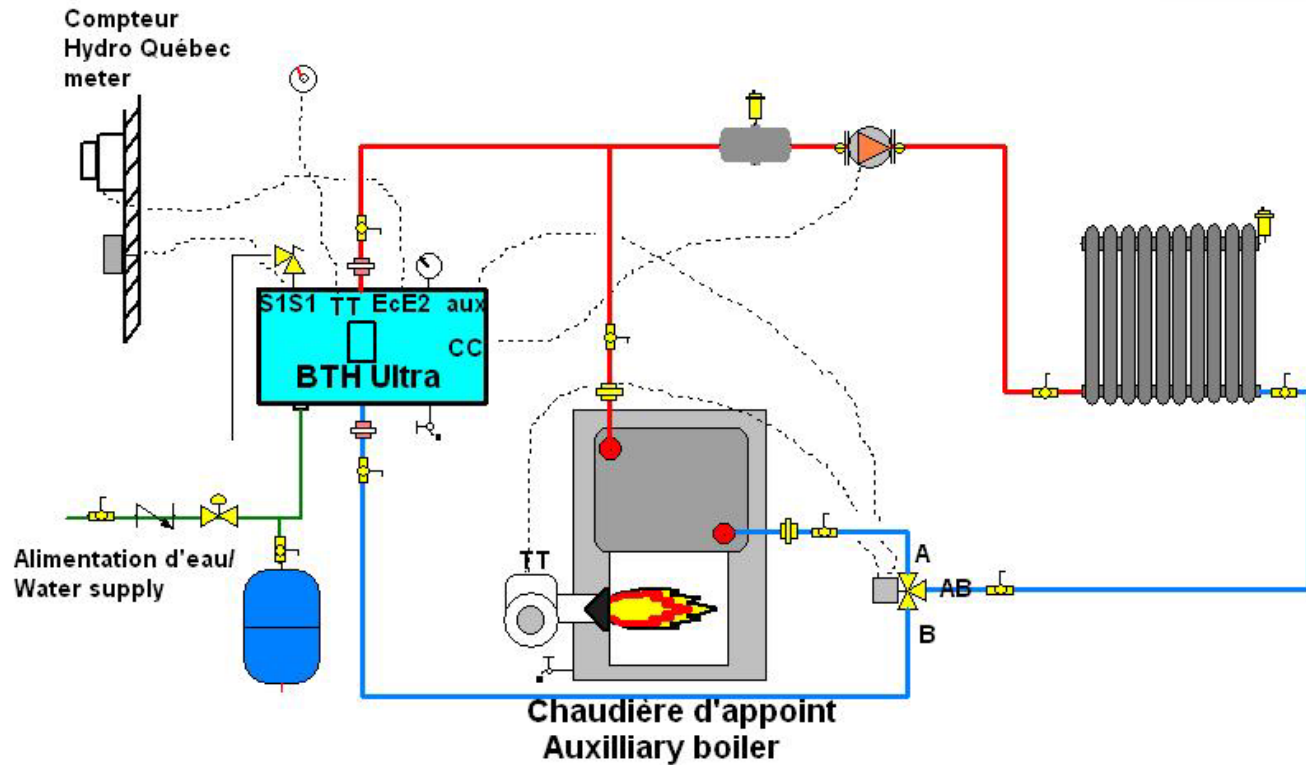 Compteur
Hydro Québec
meter
S1S1 TT EcE2 aux
CC
BTH Ultra
Alimentation d'eau/
Water supply
TT
A
AB
B
Chaudière d'appoint
Auxilliary boiler